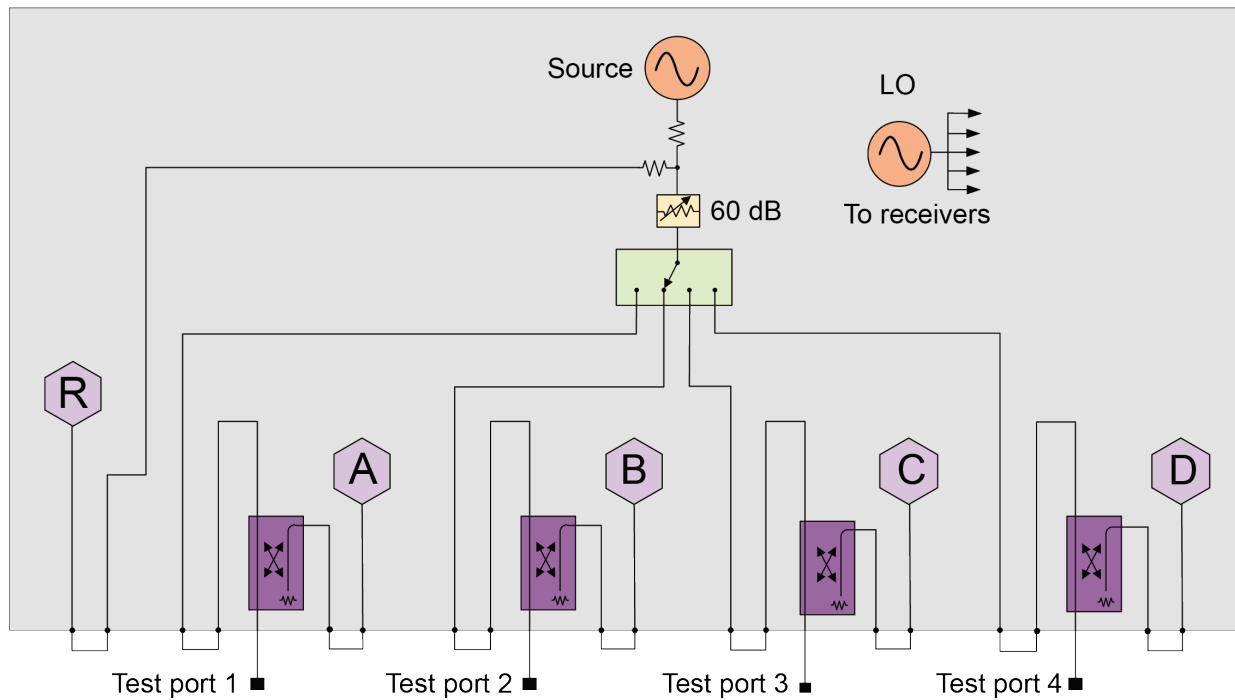 Source
LO
60 dB
To receivers
R
A
B
C
D
Test port 1
Test port 2
Test port 3
Test port 4